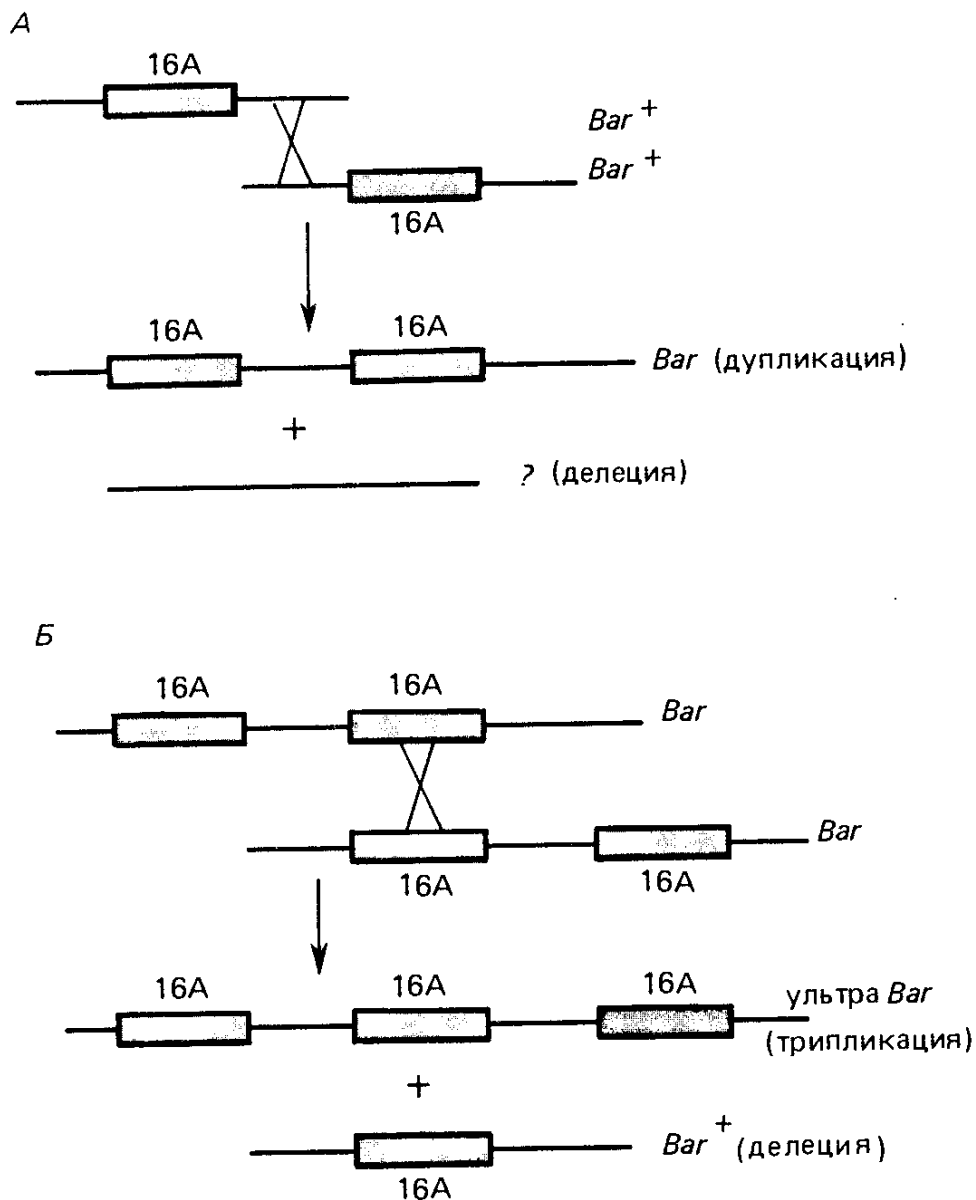 А
16А
Bar +
Bar +
16А
16А 16А
Bar (дупликация)
+
? (делеция)
Б
16А 16А
Bar
Bar
16А 16А
16А 16А 16А
ультра Bar
(трипликация)
+
Bar + (делеция)
16А